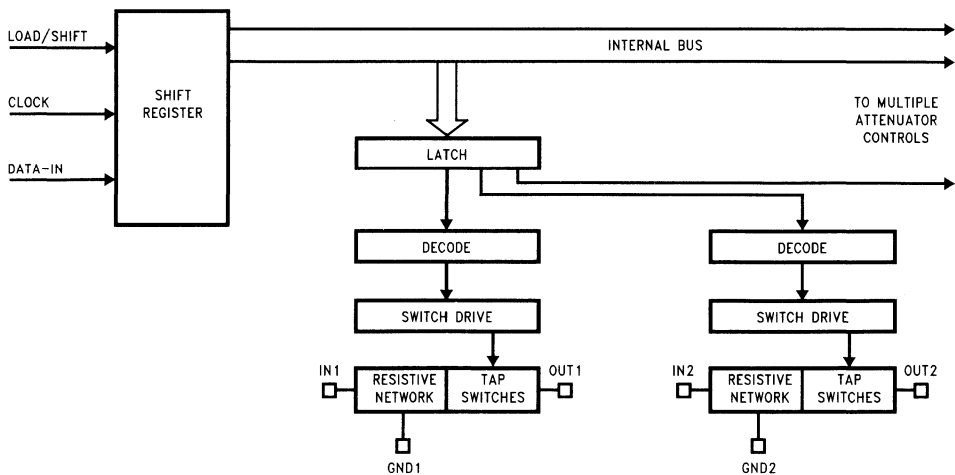 LOAD/SHIFT
CLOCK
DATA-IN
SHIFT
REGISTER
INTERNAL BUS
TO MULTIPLE
ATTENUATOR
CONTROLS
LATCH
DECODE
DECODE
SWITCH DRIVE
SWITCH DRIVE
IN1
RESISTIVE
NETWORK
TAP
SWITCHES
OUT1
GND1
IN2
RESISTIVE
NETWORK
TAP
SWITCHES
OUT2
GND2